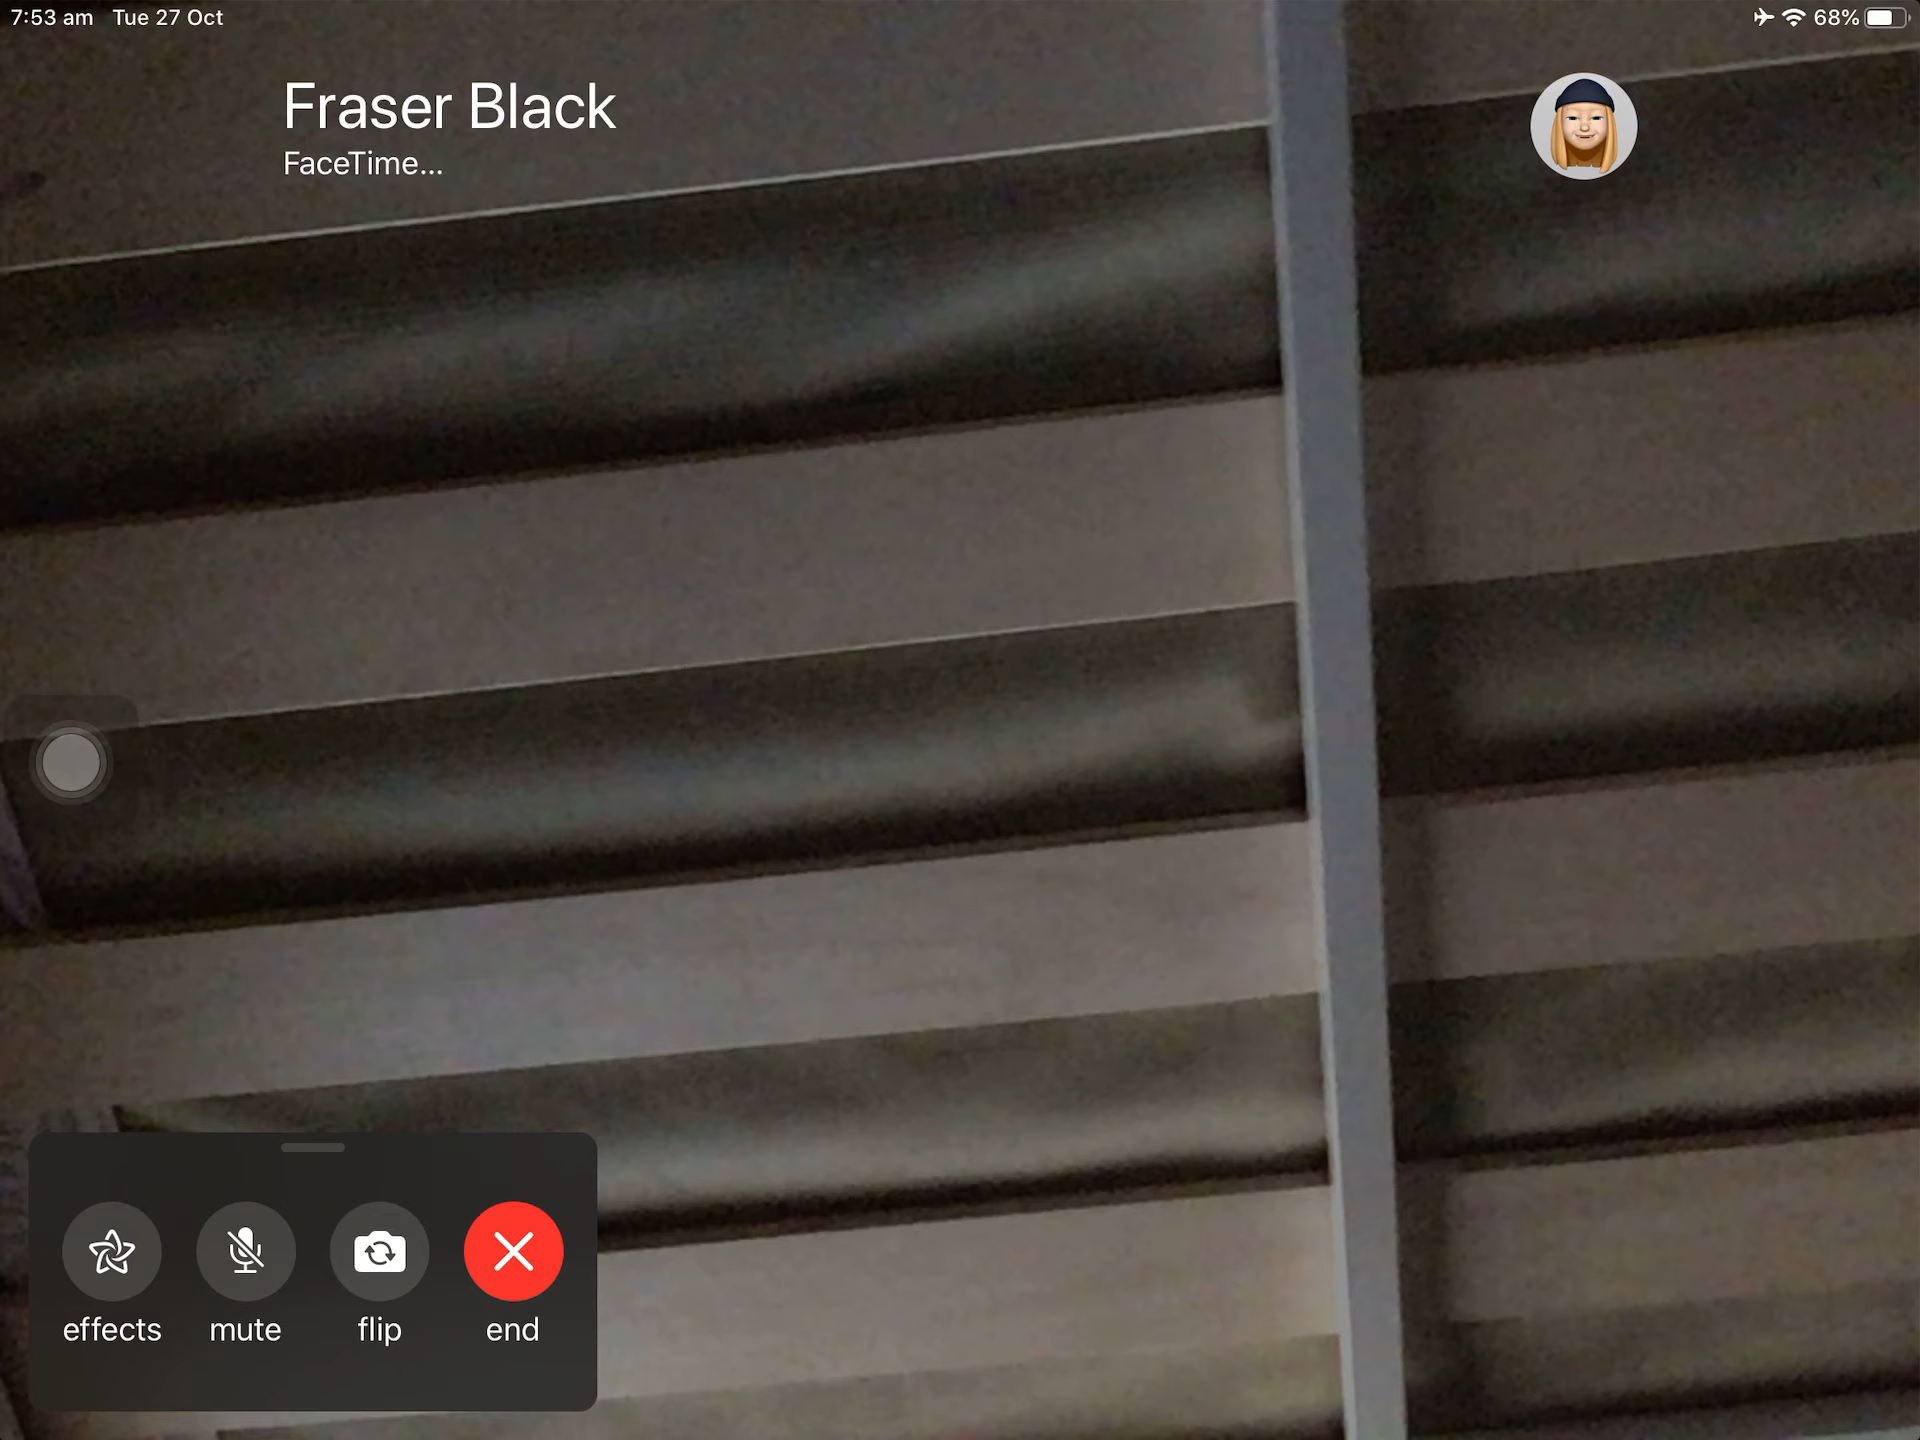 7:53 am Tue 27 Oct
68%
Fraser Black
FaceTime...
effects
mute
flip
end